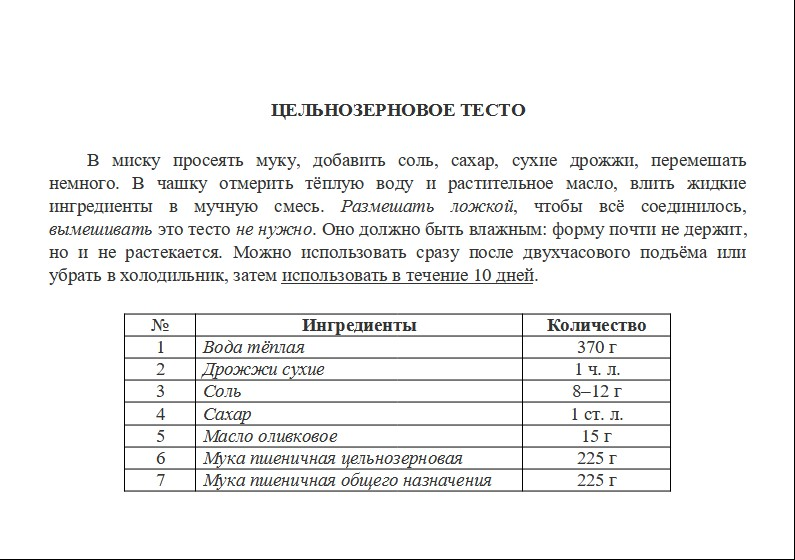 ЦЕЛЬНОЗЕРНОВОЕ ТЕСТО
В миску просеять муку, добавить соль, сахар, сухие дрожжи, перемешать
немного. В чашку отмерить тёплую воду и растительное масло, влить жидкие
ингредиенты в мучную смесь. Размешать ложкой, чтобы всё соединилось,
вымешивать это тесто не нужно. Оно должно быть влажным: форму почти не держит,
но и не растекается. Можно использовать сразу после двухчасового подъёма или
убрать в холодильник, затем использовать в течение 10 дней.
№ Ингредиенты Количество
1 Вода тёплая 370 г
2 Дрожжи сухие 1 ч. л.
3 Соль 8–12 г
4 Сахар 1 ст. л.
5 Масло оливковое 15 г
6 Мука пшеничная цельнозерновая 225 г
7 Мука пшеничная общего назначения 225 г